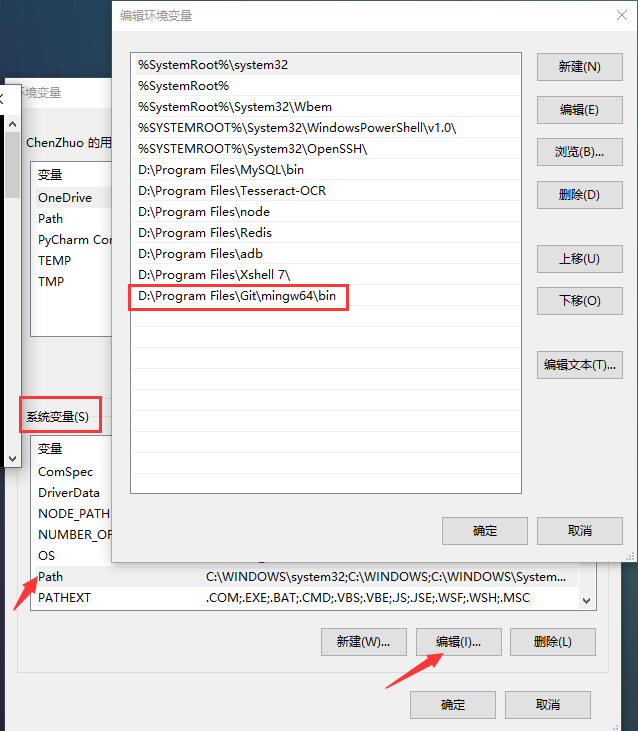 编辑环境变量
%SystemRoot%\system32
%SystemRoot%
%SystemRoot%\System32\Wbem
%SYSTEMROOT%\System32\WindowsPowerShell\v1.0\
%SYSTEMROOT%\System32\OpenSSH\
D:\Program Files\MySQL\bin
D:\Program Files\Tesseract-OCR
D:\Program Files\node
D:\Program Files\Redis
D:\Program Files\adb
D:\Program Files\Xshell 7\
D:\Program Files\Git\mingw64\bin
新建(N)
编辑(E)
浏览(B)...
删除(D)
上移(U)
下移(O)
编辑文本(T)...
确定
取消
环境变量
ChenZhuo 的用
变量
OneDrive
Path
PyCharm Cor
TEMP
TMP
系统变量(S)
变量
ComSpec
DriverData
NODE_PATH
NUMBER_OF
OS
Path C:\WINDOWS\system32;C:\WINDOWS;C:\WINDOWS\System...
PATHEXT .COM;.EXE;.BAT;.CMD;.VBS;.VBE;.JS;.JSE;.WSF;.WSH;.MSC
新建(W)...
编辑(I)...
删除(L)
确定
取消